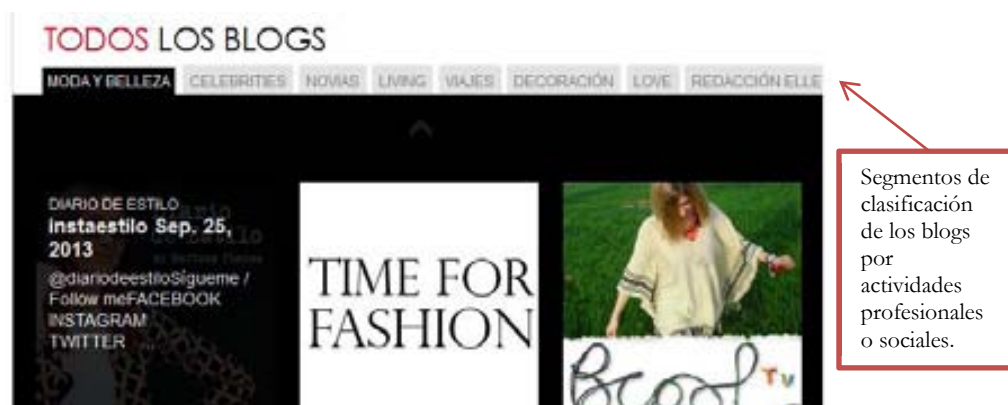 TODOS LOS BLOGS
MODA Y BELLEZA CELEBRITIES NOVIAS LIVING VIAJES DECORACIÓN LOVE REDACCIÓN ELLE
DIARIO DE ESTILO
instaestilo Sep. 25,
2013
@diariodeestiloSígueme /
Follow meFACEBOOK
INSTAGRAM
TWITTER ...
TIME FOR
FASHION
BCOOL TV
Segmentos de
clasificación
de los blogs
por
actividades
profesionales
o sociales.